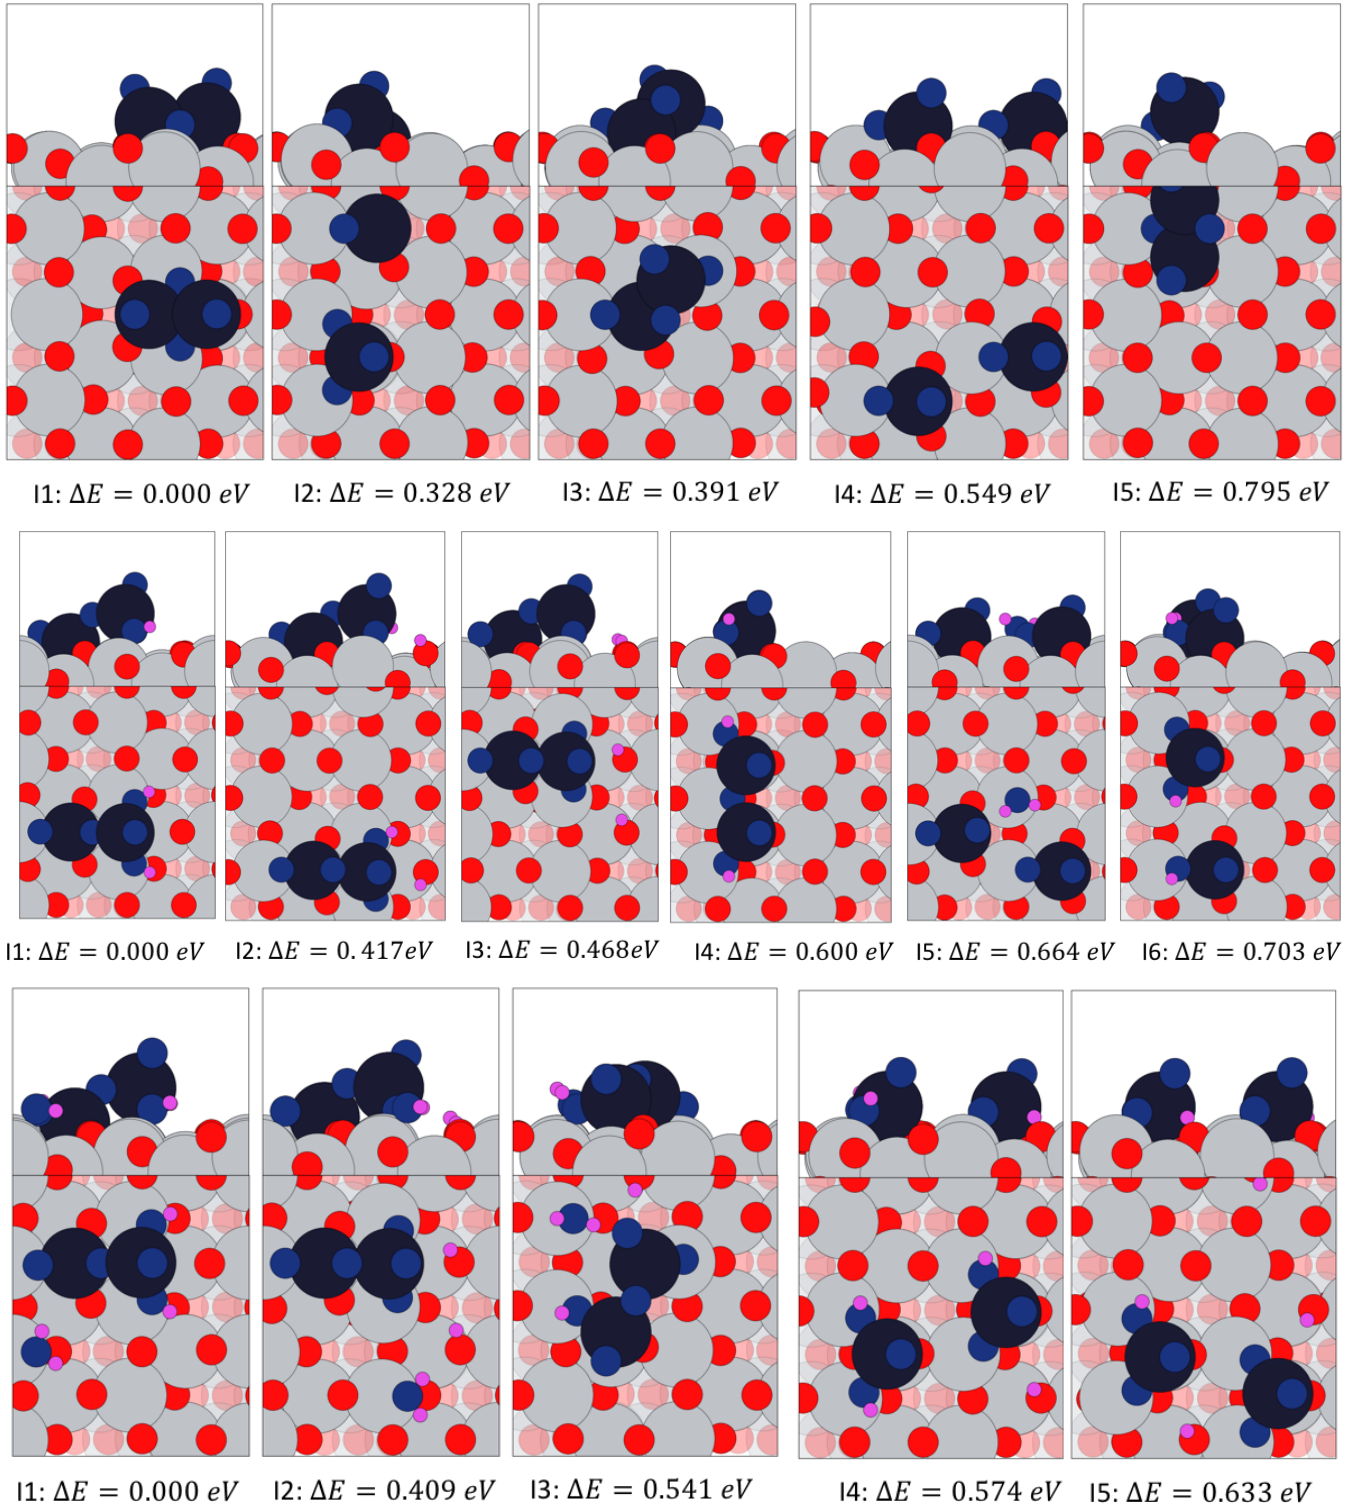 I1: ΔE = 0.000 eV
I2: ΔE = 0.328 eV
I3: ΔE = 0.391 eV
I4: ΔE = 0.549 eV
I5: ΔE = 0.795 eV
I1: ΔE = 0.000 eV
I2: ΔE = 0.417eV
I3: ΔE = 0.468eV
I4: ΔE = 0.600 eV
I5: ΔE = 0.664 eV
I6: ΔE = 0.703 eV
I1: ΔE = 0.000 eV
I2: ΔE = 0.409 eV
I3: ΔE = 0.541 eV
I4: ΔE = 0.574 eV
I5: ΔE = 0.633 eV